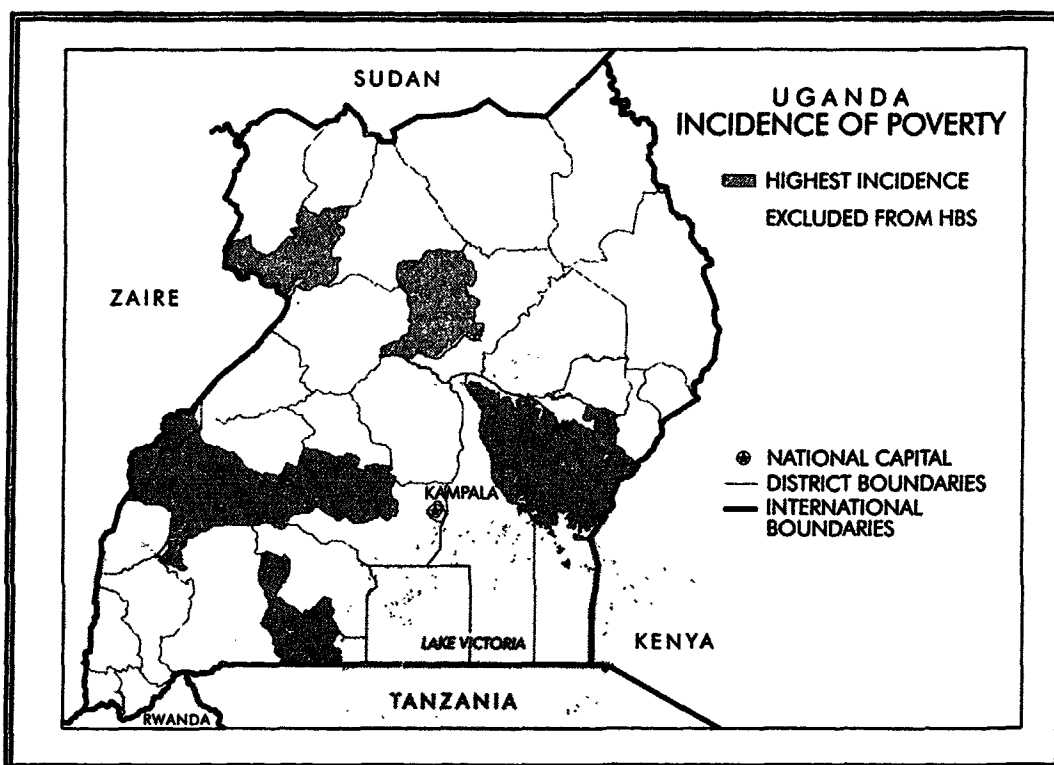 SUDAN
UGANDA
INCIDENCE OF POVERTY
HIGHEST INCIDENCE
EXCLUDED FROM HBS
ZAIRE
KAMPALA
NATIONAL CAPITAL
DISTRICT BOUNDARIES
INTERNATIONAL
BOUNDARIES
LAKE VICTORIA
KENYA
TANZANIA
RWANDA